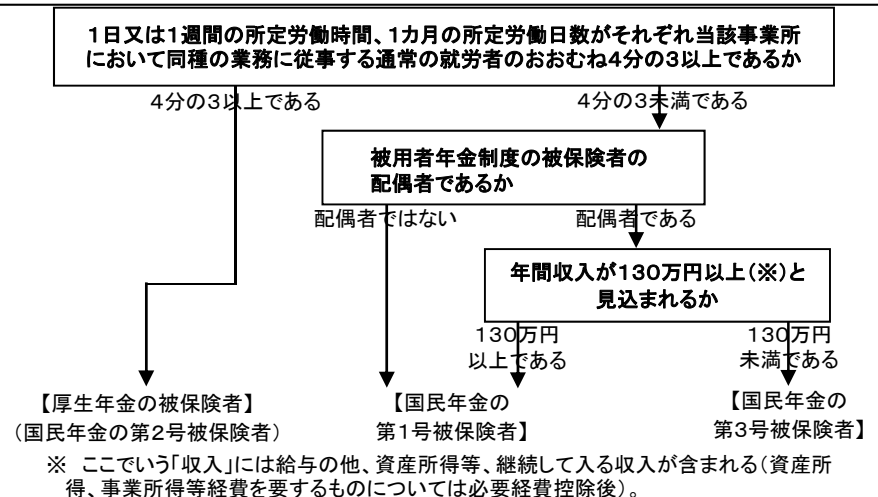 1日又は1週間の所定労働時間、1カ月の所定労働日数がそれぞれ当該事業所
において同種の業務に従事する通常の就労者のおおむね4分の3以上であるか
4分の3以上である
4分の3未満である
被用者年金制度の被保険者の
配偶者であるか
配偶者ではない
配偶者である
年間収入が130万円以上(※)と
見込まれるか
130万円
以上である
130万円
未満である
【厚生年金の被保険者】
(国民年金の第2号被保険者)
【国民年金の
第1号被保険者】
【国民年金の
第3号被保険者】
※ ここでいう「収入」には給与の他、資産所得等、継続して入る収入が含まれる(資産所
得、事業所得等経費を要するものについては必要経費控除後)。